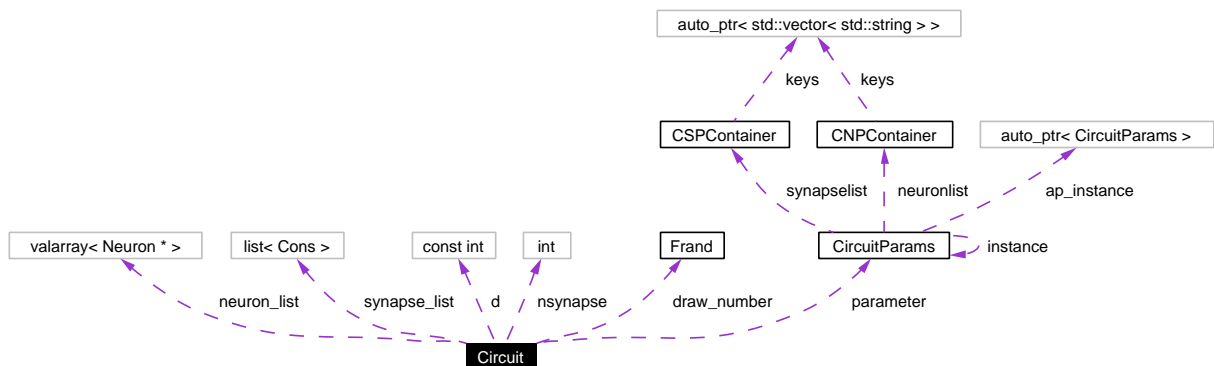 auto_ptr< std::vector< std::string > >
keys
keys
CSPContainer
CNPContainer
auto_ptr< CircuitParams >
synapselist
neuronlist
ap_instance
valarray< Neuron * >
list< Cons >
const int
int
Frand
CircuitParams
instance
neuron_list
synapse_list
d
nsynapse
draw_number
parameter
Circuit